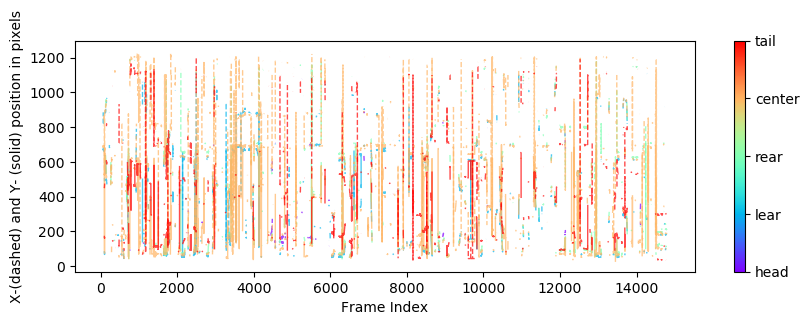 X-(dashed) and Y- (solid) position in pixels
1200
1000
800
600
400
200
0
0
2000
4000
6000
8000
10000
12000
14000
Frame Index
tail
center
rear
lear
head